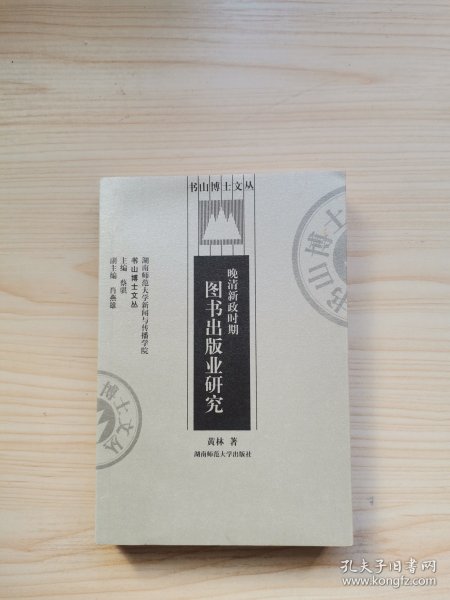 书山博士文丛
晚清新政时期
图书出版业研究
湖南师范大学新闻与传播学院
书山博士文丛
主编 蔡骐
副主编 肖燕雄
黄林 著
湖南师范大学出版社
书山博士文
博士文丛
孔夫子旧书网
www.kongfz.com